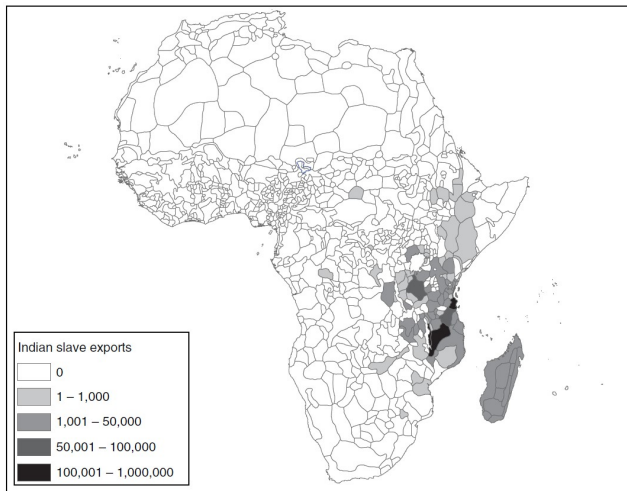 Indian slave exports
0
1 – 1,000
1,001 – 50,000
50,001 – 100,000
100,001 – 1,000,000